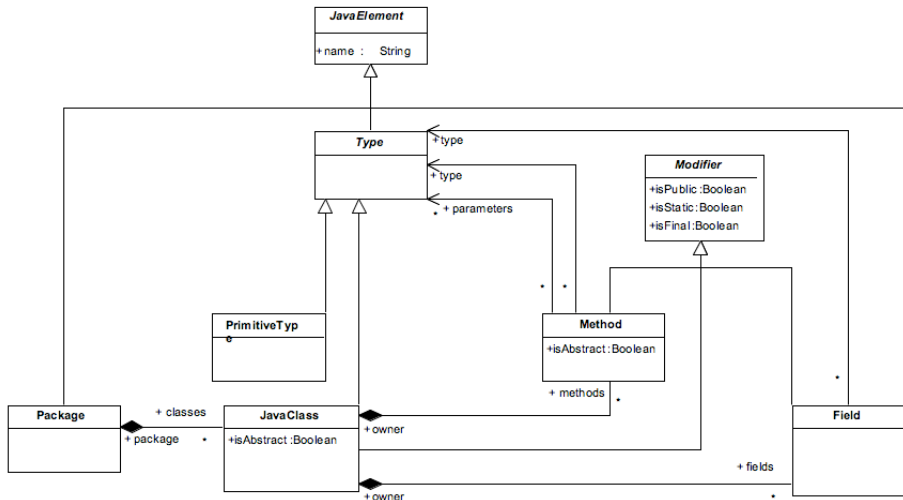 JavaElement
+ name : String
Type
+ type
+ type
* + parameters
Modifier
+isPublic :Boolean
+isStatic :Boolean
+isFinal :Boolean
* *
PrimitiveTyp
e
Method
+isAbstract :Boolean
*
+ methods *
Package
+ classes
+ package *
JavaClass
+isAbstract :Boolean
+ owner
Field
+ fields
+ owner
*